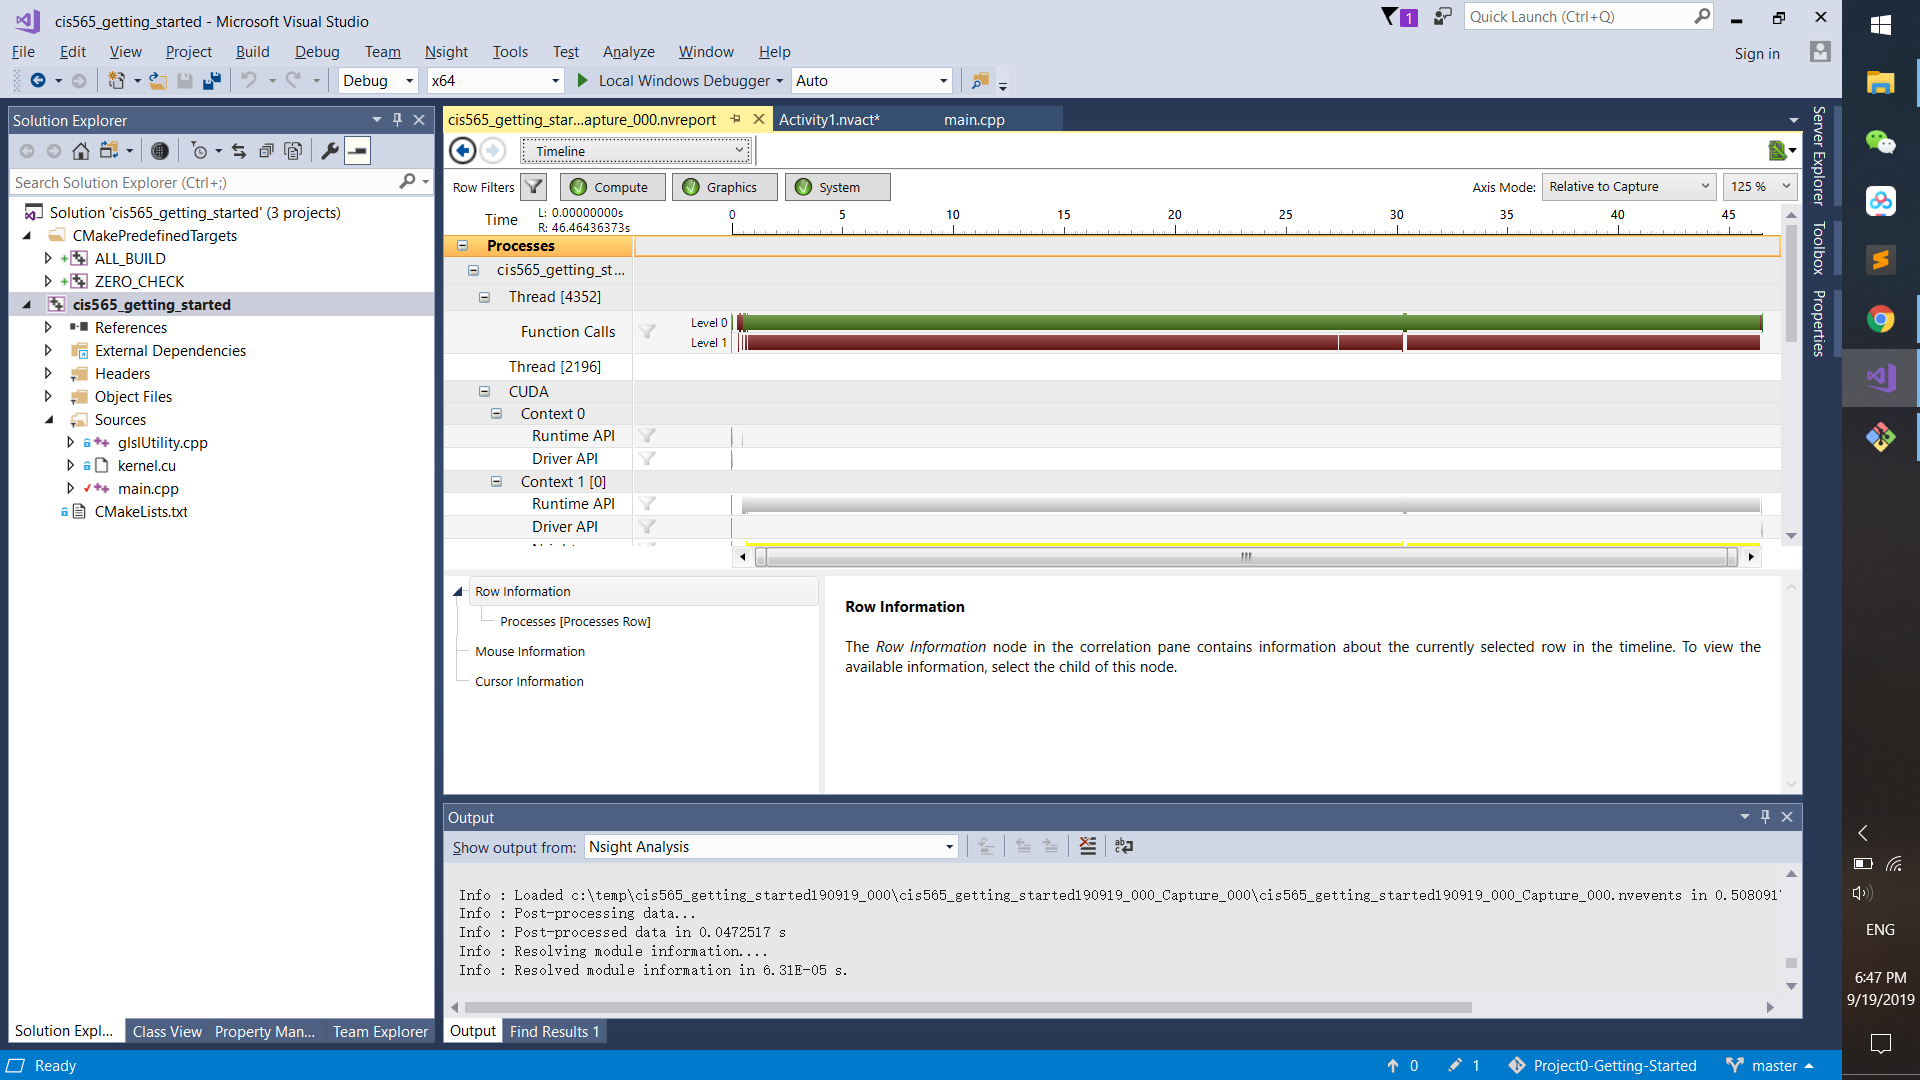 cis565_getting_started - Microsoft Visual Studio
1
Quick Launch (Ctrl+Q)
File Edit View Project Build Debug Team Nsight Tools Test Analyze Window Help
Sign in
Debug x64 Local Windows Debugger Auto
Solution Explorer
Search Solution Explorer (Ctrl+;)
Solution 'cis565_getting_started' (3 projects)
CMakePredefinedTargets
ALL_BUILD
ZERO_CHECK
cis565_getting_started
References
External Dependencies
Headers
Object Files
Sources
glslUtility.cpp
kernel.cu
main.cpp
CMakeLists.txt
Solution Expl... Class View Property Man... Team Explorer
cis565_getting_star...apture_000.nvreport Activity1.nvact* main.cpp
Timeline
Row Filters Compute Graphics System Axis Mode: Relative to Capture 125 %
Time L: 0.00000000s
R: 46.46436373s
0 5 10 15 20 25 30 35 40 45
Processes
cis565_getting_st...
Thread [4352]
Function Calls
Level 0
Level 1
Thread [2196]
CUDA
Context 0
Runtime API
Driver API
Context 1 [0]
Runtime API
Driver API
Row Information
Processes [Processes Row]
Mouse Information
Cursor Information
Row Information
The Row Information node in the correlation pane contains information about the currently selected row in the timeline. To view the
available information, select the child of this node.
Output
Show output from: Nsight Analysis
Info : Loaded c:\temp\cis565_getting_started190919_000\cis565_getting_started190919_000_Capture_000\cis565_getting_started190919_000_Capture_000.nvevents in 0.508091
Info : Post-processing data...
Info : Post-processed data in 0.0472517 s
Info : Resolving module information....
Info : Resolved module information in 6.31E-05 s.
Output Find Results 1
Server Explorer
Toolbox
Properties
Ready
0 1 Project0-Getting-Started master
ENG
6:47 PM
9/19/2019